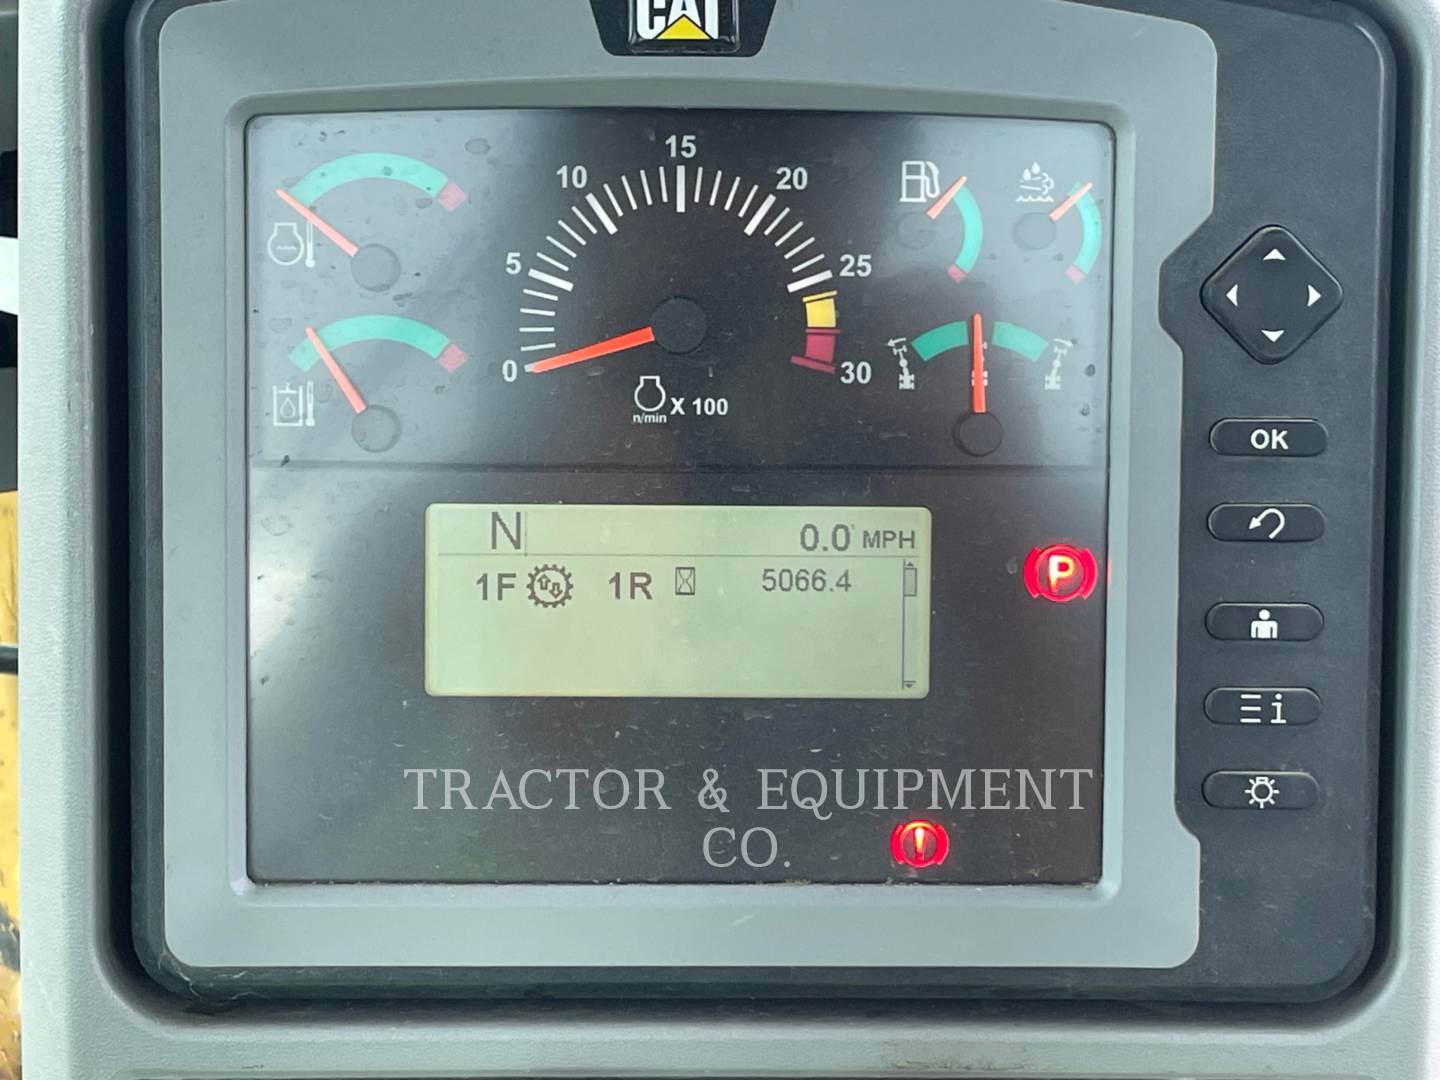 CAT
15
10
20
5
25
0
30
n/min
X 100
N
0.0 MPH
1F
1R
5066.4
P
!
OK
i
TRACTOR & EQUIPMENT
CO.